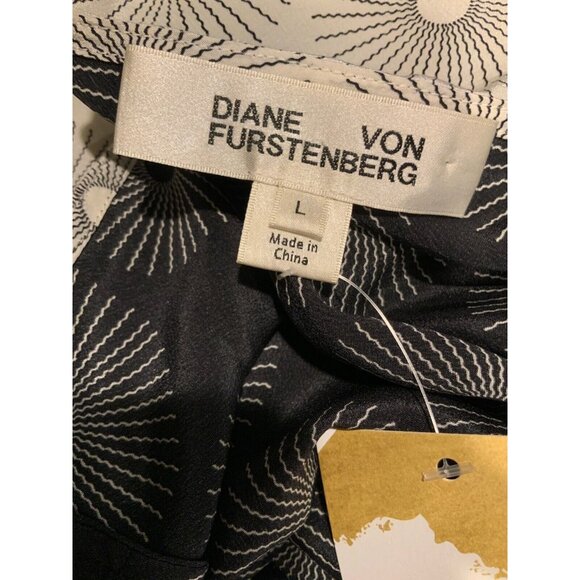 DIANE VON
FURSTENBERG
L
Made in
China